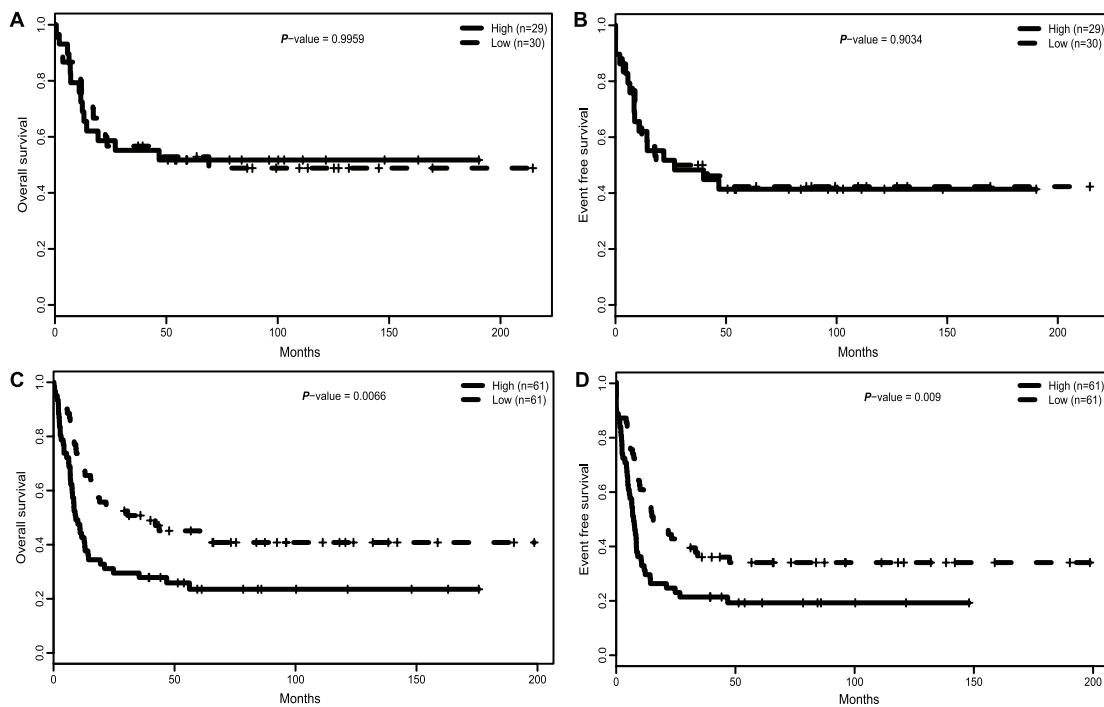 A
Overall survival
1.0
0.8
0.6
0.4
0.2
0.0
P-value = 0.9959
High (n=29)
Low (n=30)
0 50 100 150 200
Months
B
Event free survival
1.0
0.8
0.6
0.4
0.2
0.0
P-value = 0.9034
High (n=29)
Low (n=30)
0 50 100 150 200
Months
C
Overall survival
1.0
0.8
0.6
0.4
0.2
0.0
P-value = 0.0066
High (n=61)
Low (n=61)
0 50 100 150 200
Months
D
Event free survival
1.0
0.8
0.6
0.4
0.2
0.0
P-value = 0.009
High (n=61)
Low (n=61)
0 50 100 150 200
Months